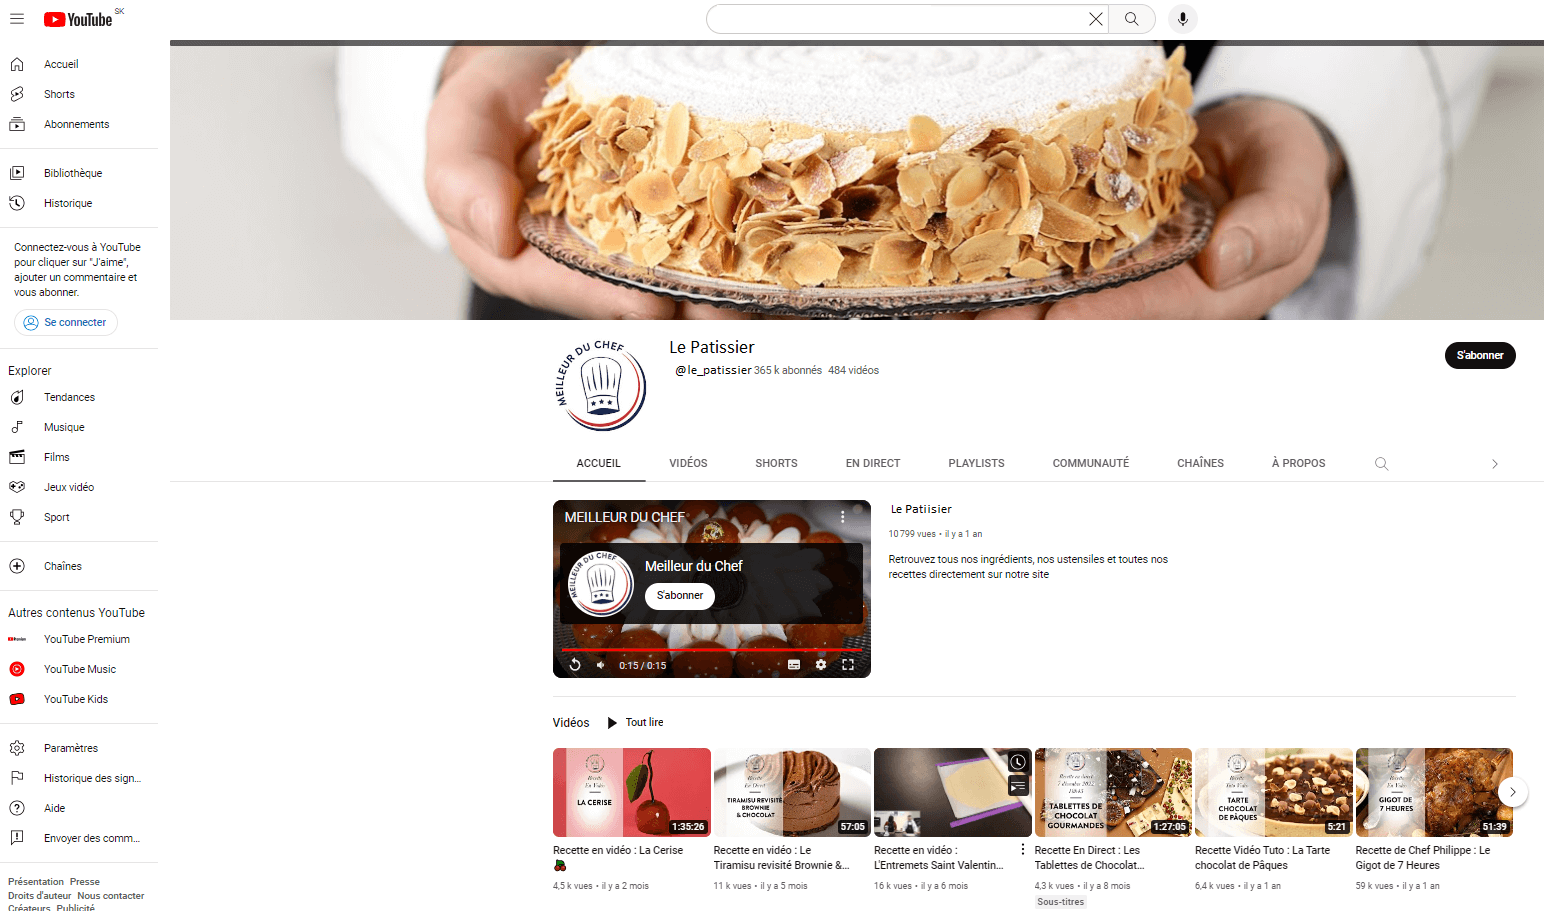 YouTube SK
Accueil
Shorts
Abonnements
Bibliothèque
Historique
Connectez-vous à YouTube
pour cliquer sur "J'aime",
ajouter un commentaire et
vous abonner.
Se connecter
Explorer
Tendances
Musique
Films
Jeux vidéo
Sport
Chaînes
Autres contenus YouTube
YouTube Premium
YouTube Music
YouTube Kids
Paramètres
Historique des sign...
Aide
Envoyer des comm...
Présentation Presse
Droits d'auteur Nous contacter
Créateurs Publicité
MEILLEUR DU CHEF
Le Patissier
@le_patissier 365 k abonnés 484 vidéos
S'abonner
ACCUEIL VIDÉOS SHORTS EN DIRECT PLAYLISTS COMMUNAUTÉ CHAÎNES À PROPOS
MEILLEUR DU CHEF
MEILLEUR DU CHEF
Meilleur du Chef
S'abonner
0:15 / 0:15
Le Patiisier
10 799 vues • il y a 1 an
Retrouvez tous nos ingrédients, nos ustensiles et toutes nos
recettes directement sur notre site
Vidéos Tout lire
Recette
En Vidéo
LA CERISE
1:35:26
Recette en vidéo : La Cerise
4,5 k vues • il y a 2 mois
Recette
TIRAMISU REVISITÉ
BROWNIE
& CHOCOLAT
57:05
Recette en vidéo : Le
Tiramisu revisité Brownie &...
11 k vues • il y a 5 mois
Recette en vidéo :
L'Entremets Saint Valentin...
16 k vues • il y a 6 mois
TABLETTES DE
CHOCOLAT
GOURMANDES
1:27:05
Recette En Direct : Les
Tablettes de Chocolat...
4,3 k vues • il y a 8 mois
Sous-titres
Recette
TARTE
CHOCOLAT
DE PÂQUES
5:21
Recette Vidéo Tuto : La Tarte
chocolat de Pâques
6,4 k vues • il y a 1 an
Recette
En Vidéo
GIGOT DE
7 HEURES
51:39
Recette de Chef Philippe : Le
Gigot de 7 Heures
59 k vues • il y a 1 an